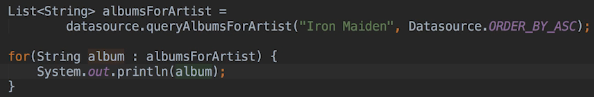 List<String> albumsForArtist =
datasource.queryAlbumsForArtist("Iron Maiden", Datasource.ORDER_BY_ASC);
for(String album : albumsForArtist) {
System.out.println(album);
}